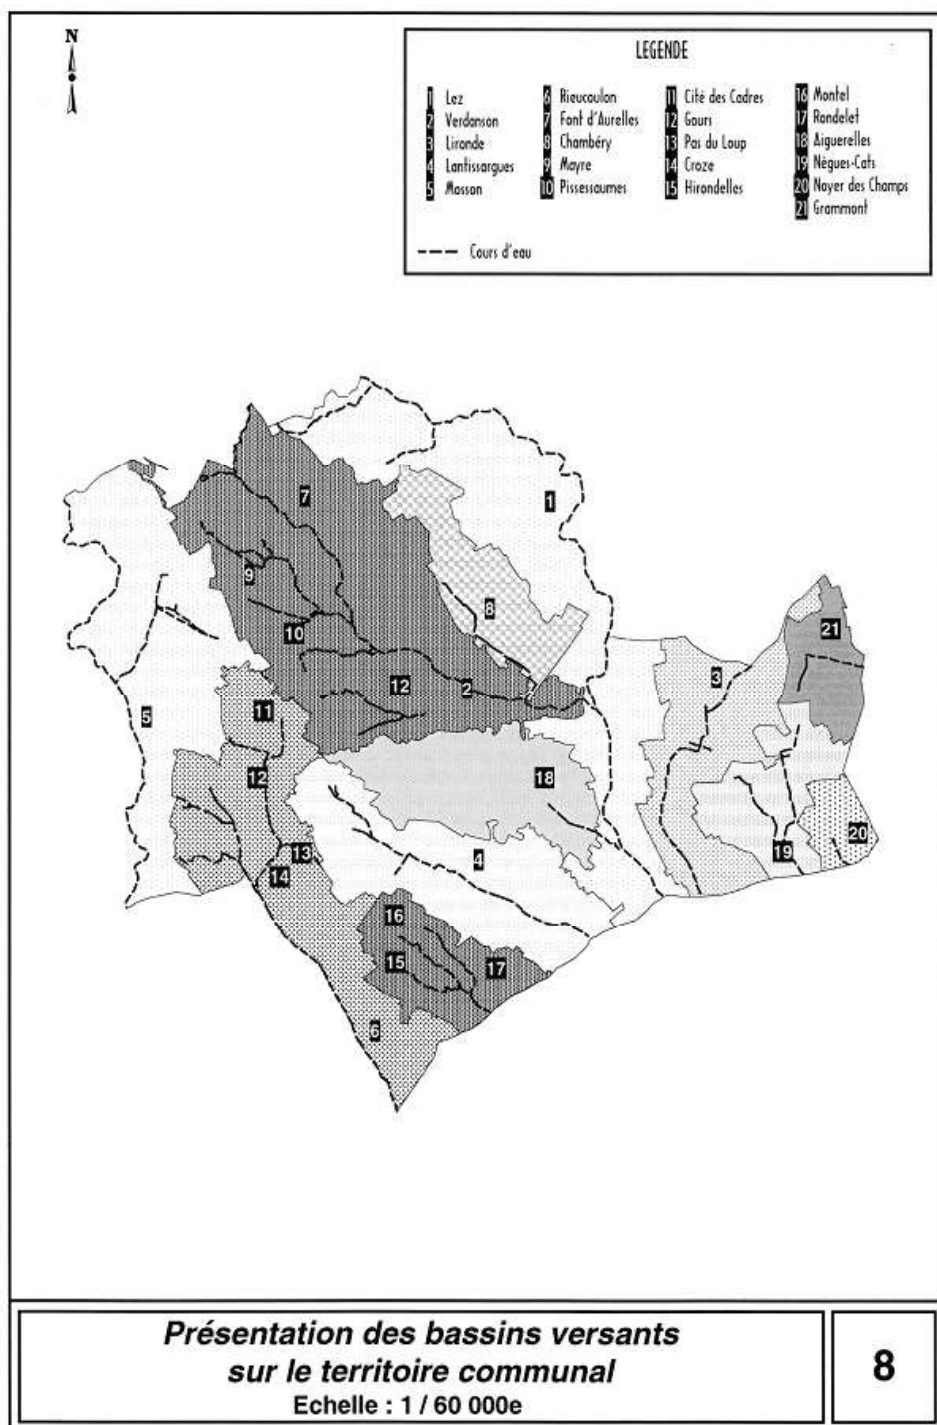 N
LEGENDE
1 Lez
2 Verdanson
3 Lironde
4 Lantissargues
5 Mosson
6 Rieucoulon
7 Font d'Aurelles
8 Chambéry
9 Mayre
10 Pissessaumes
11 Cité des Cadres
12 Gours
13 Pas du Loup
14 Croze
15 Hirondelles
16 Montel
17 Rondelet
18 Aiguerelles
19 Nègues-Cats
20 Noyer des Champs
21 Grammont
Cours d'eau
7
1
9
8
10
21
3
12
2
11
5
12
18
20
13
4
19
14
16
15
17
6
Présentation des bassins versants
sur le territoire communal
Echelle : 1 / 60 000e
8